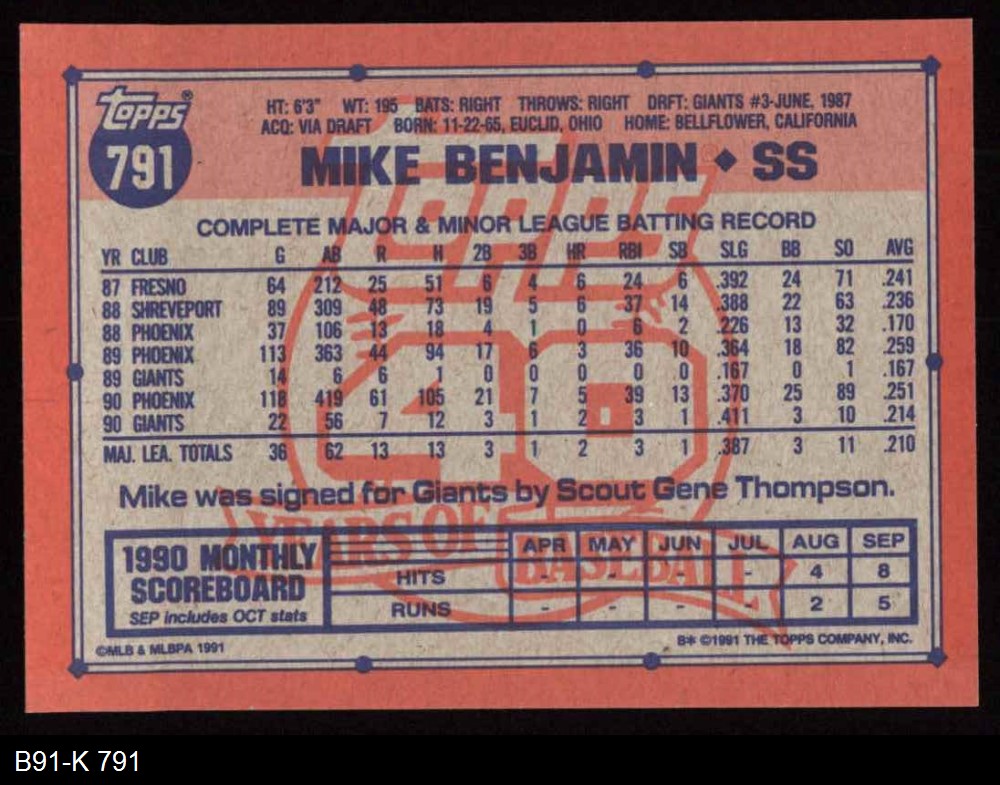 Topps®
791
HT: 6'3" WT: 195 BATS: RIGHT THROWS: RIGHT DRFT: GIANTS #3-JUNE, 1987
ACQ: VIA DRAFT BORN: 11-22-65, EUCLID, OHIO HOME: BELLFLOWER, CALIFORNIA
MIKE BENJAMIN ◆ SS
COMPLETE MAJOR & MINOR LEAGUE BATTING RECORD
YR CLUB G AB R H 2B 3B HR RBI SB SLG BB SO AVG
87 FRESNO 64 212 25 51 6 4 6 24 6 .392 24 71 .241
88 SHREVEPORT 89 309 48 73 19 5 6 37 14 .388 22 63 .236
88 PHOENIX 37 106 13 18 4 1 0 6 2 .226 13 32 .170
89 PHOENIX 113 363 44 94 17 6 3 36 10 .364 18 82 .259
89 GIANTS 14 6 6 1 0 0 0 0 0 .167 0 1 .167
90 PHOENIX 118 419 61 105 21 7 5 39 13 .370 25 89 .251
90 GIANTS 22 56 7 12 3 1 2 3 1 .411 3 10 .214
MAJ. LEA. TOTALS 36 62 13 13 3 1 2 3 1 .387 3 11 .210
Mike was signed for Giants by Scout Gene Thompson.
Topps®
40
YEARS OF BASEBALL
1990 MONTHLY
SCOREBOARD
SEP includes OCT stats
APR MAY JUN JUL AUG SEP
HITS - - - - 4 8
RUNS - - - - 2 5
©MLB & MLBPA 1991
B* ©1991 THE TOPPS COMPANY, INC.
B91-K 791